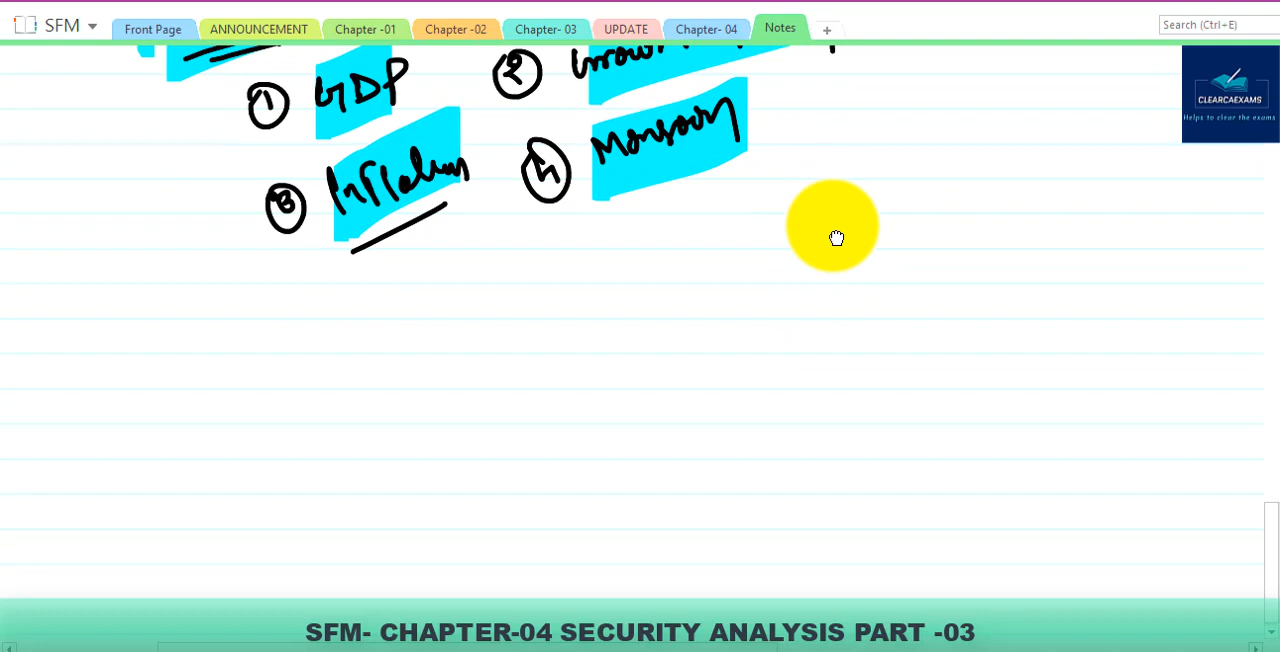 SFM
Front Page
ANNOUNCEMENT
Chapter -01
Chapter -02
Chapter- 03
UPDATE
Chapter- 04
Notes
+
Search (Ctrl+E)
① GDP
②
③ Inflation
④ Monsoon
CLEARCAEXAMS
Helps to clear the exams
SFM- CHAPTER-04 SECURITY ANALYSIS PART -03